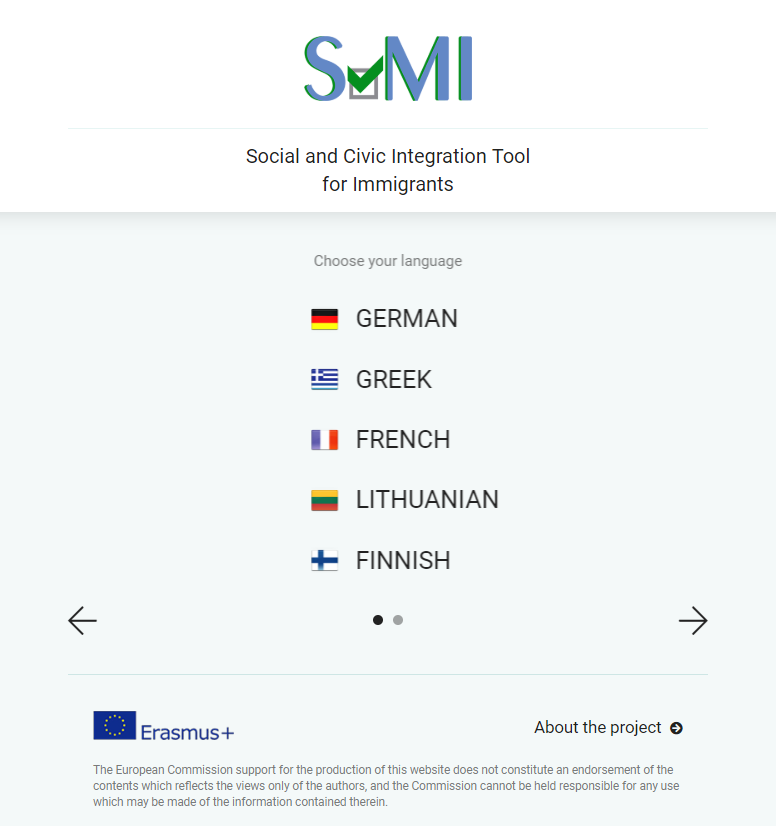 SMI
Social and Civic Integration Tool
for Immigrants
Choose your language
GERMAN
GREEK
FRENCH
LITHUANIAN
FINNISH
Erasmus+
About the project
The European Commission support for the production of this website does not constitute an endorsement of the
contents which reflects the views only of the authors, and the Commission cannot be held responsible for any use
which may be made of the information contained therein.